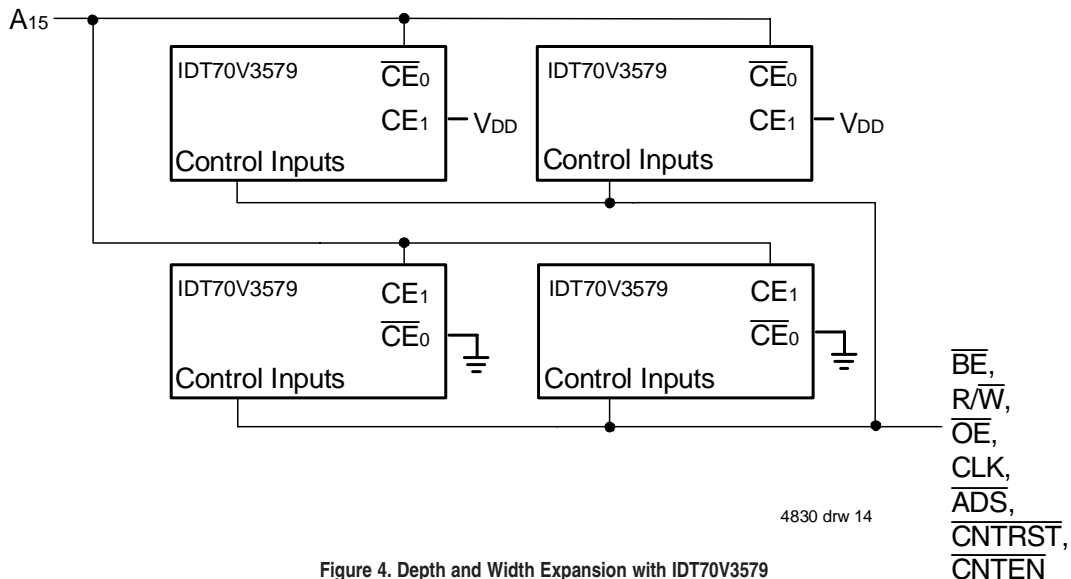 A15
IDT70V3579
CE0
CE1
VDD
Control Inputs
IDT70V3579
CE0
CE1
VDD
Control Inputs
IDT70V3579
CE1
CE0
Control Inputs
IDT70V3579
CE1
CE0
Control Inputs
BE,
R/W,
OE,
CLK,
ADS,
CNTRST,
CNTEN
4830 drw 14
Figure 4. Depth and Width Expansion with IDT70V3579